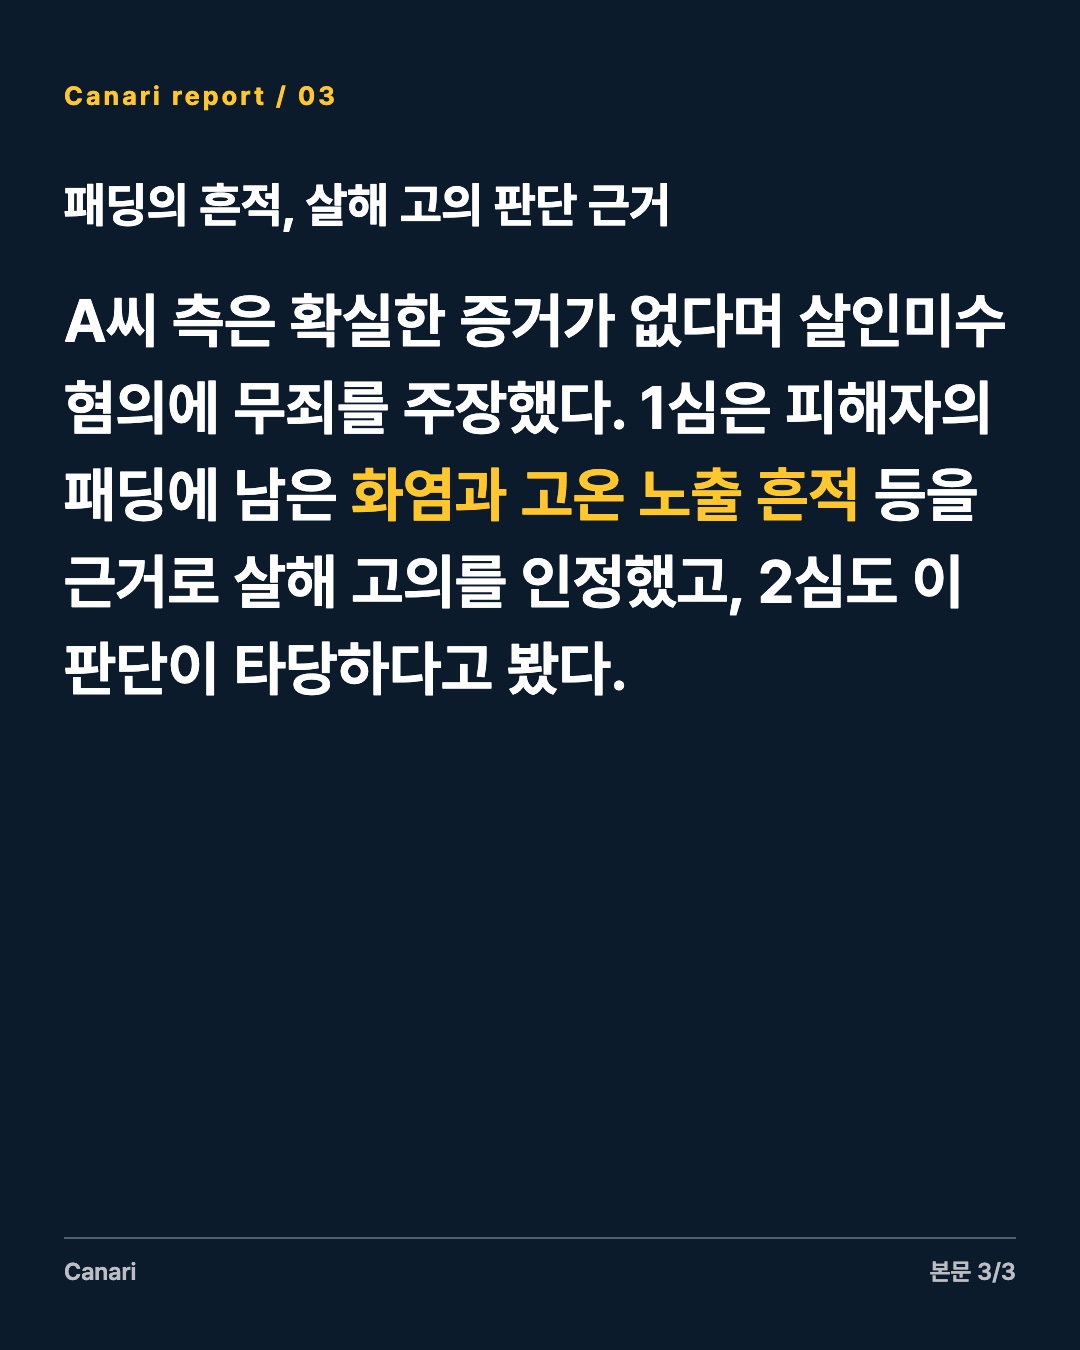 Canari report / 03
패딩의 흔적, 살해 고의 판단 근거
A씨 측은 확실한 증거가 없다며 살인미수
혐의에 무죄를 주장했다. 1심은 피해자의
패딩에 남은 화염과 고온 노출 흔적 등을
근거로 살해 고의를 인정했고, 2심도 이
판단이 타당하다고 봤다.
Canari
본문 3/3